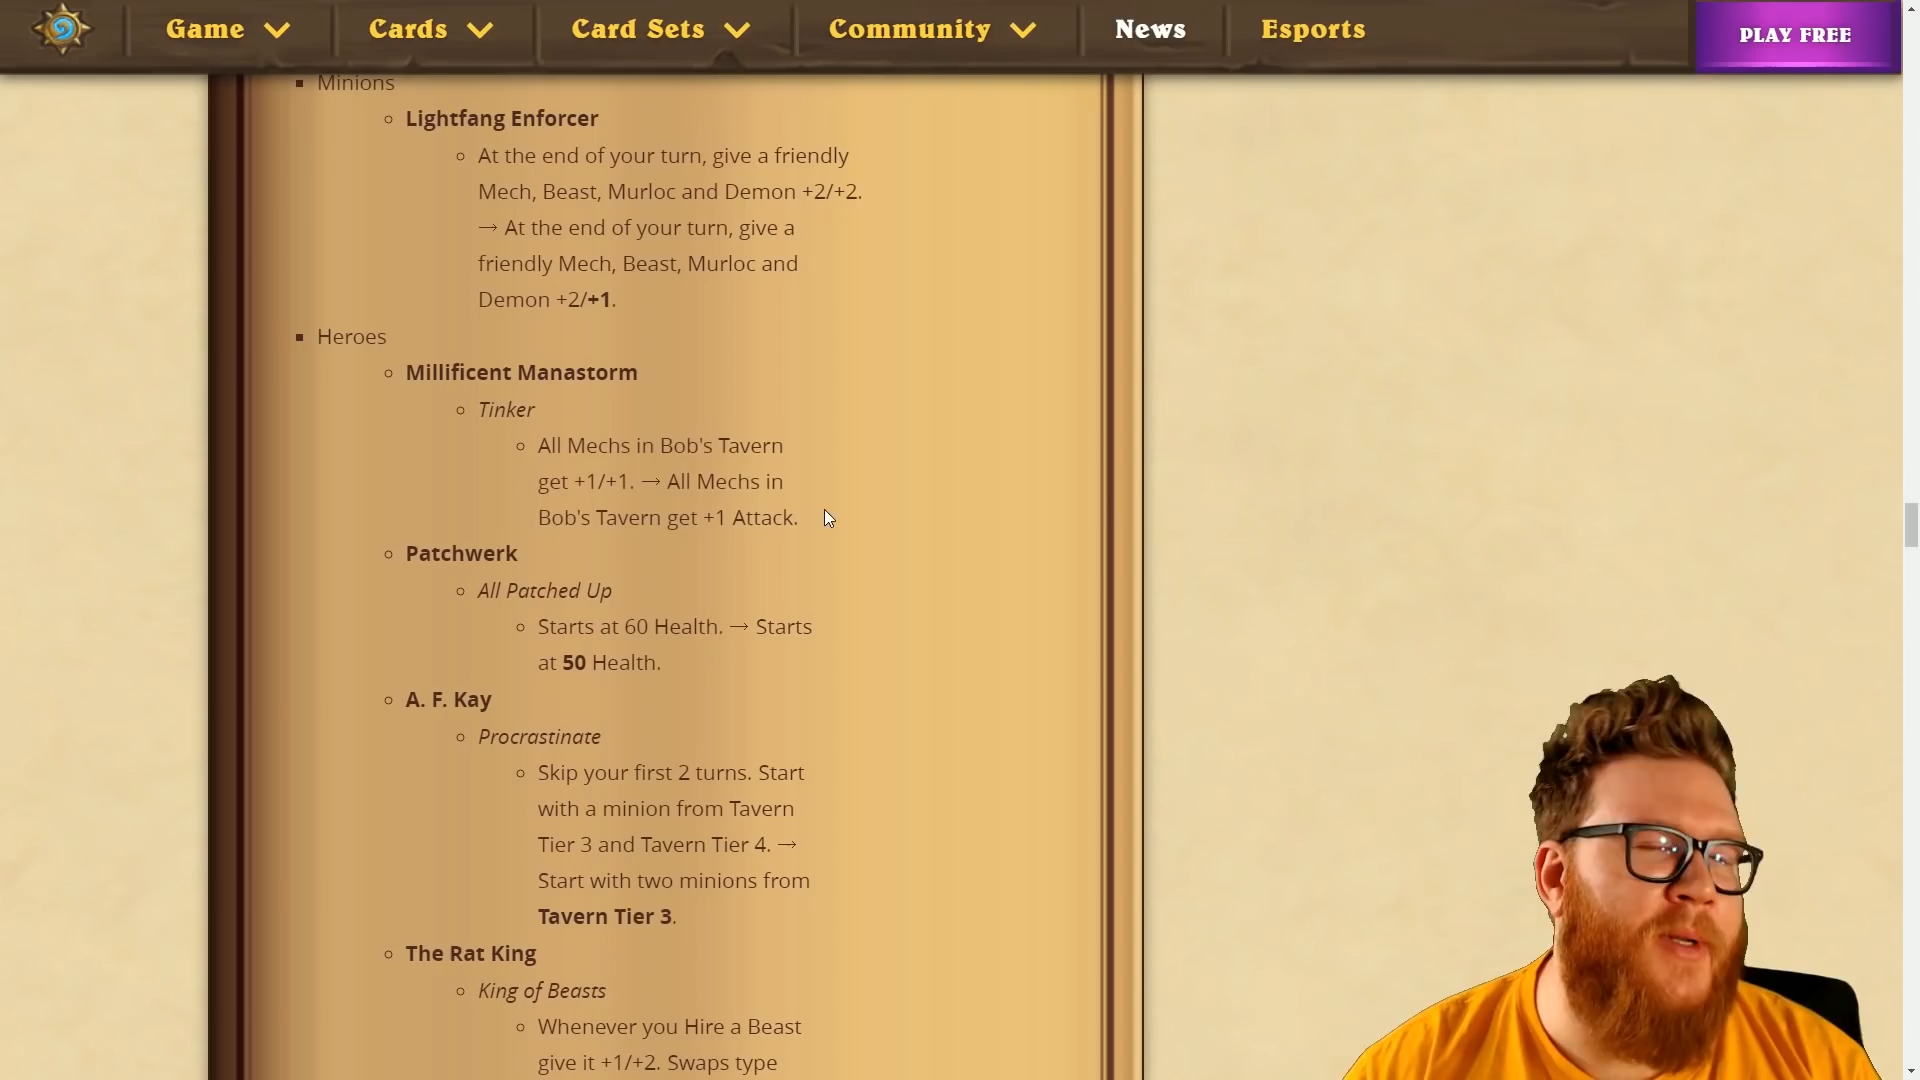 Game
Cards
Card Sets
Community
News
Esports
PLAY FREE
Minions
Lightfang Enforcer
At the end of your turn, give a friendly
Mech, Beast, Murloc and Demon +2/+2.
→ At the end of your turn, give a
friendly Mech, Beast, Murloc and
Demon +2/+1.
Heroes
Millificent Manastorm
Tinker
All Mechs in Bob's Tavern
get +1/+1. → All Mechs in
Bob's Tavern get +1 Attack.
Patchwerk
All Patched Up
Starts at 60 Health. → Starts
at 50 Health.
A. F. Kay
Procrastinate
Skip your first 2 turns. Start
with a minion from Tavern
Tier 3 and Tavern Tier 4. →
Start with two minions from
Tavern Tier 3.
The Rat King
King of Beasts
Whenever you Hire a Beast
give it +1/+2. Swaps type